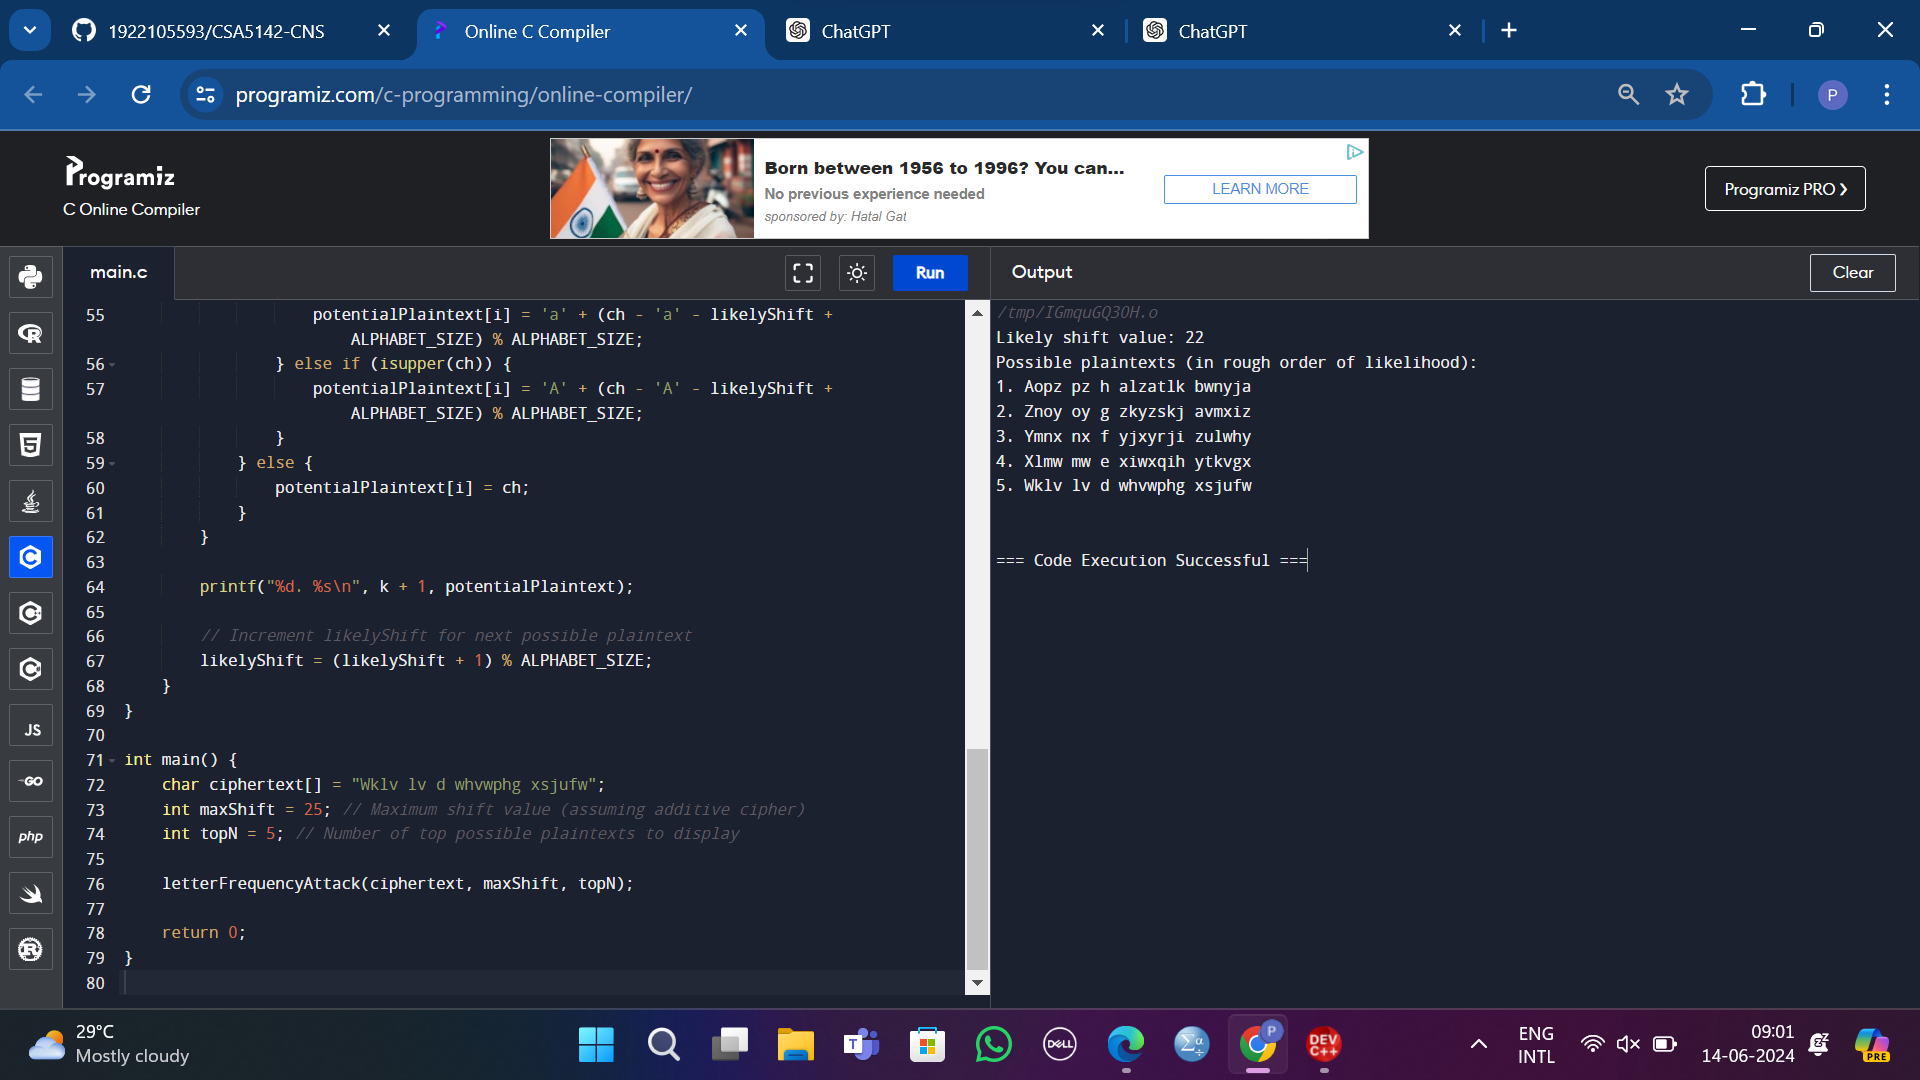 1922105593/CSA5142-CNS
Online C Compiler
ChatGPT
ChatGPT
programiz.com/c-programming/online-compiler/
P
Programiz
C Online Compiler
Born between 1956 to 1996? You can...
No previous experience needed
sponsored by: Hatal Gat
LEARN MORE
Programiz PRO
main.c
Run
Output
Clear
55 potentialPlaintext[i] = 'a' + (ch - 'a' - likelyShift +
ALPHABET_SIZE) % ALPHABET_SIZE;
56 } else if (isupper(ch)) {
57 potentialPlaintext[i] = 'A' + (ch - 'A' - likelyShift +
ALPHABET_SIZE) % ALPHABET_SIZE;
58 }
59 } else {
60 potentialPlaintext[i] = ch;
61 }
62 }
63
64 printf("%d. %s\n", k + 1, potentialPlaintext);
65
66 // Increment likelyShift for next possible plaintext
67 likelyShift = (likelyShift + 1) % ALPHABET_SIZE;
68 }
69 }
70
71 int main() {
72 char ciphertext[] = "Wklv lv d whvwphg xsjufw";
73 int maxShift = 25; // Maximum shift value (assuming additive cipher)
74 int topN = 5; // Number of top possible plaintexts to display
75
76 letterFrequencyAttack(ciphertext, maxShift, topN);
77
78 return 0;
79 }
80
/tmp/IGmquGQ3OH.o
Likely shift value: 22
Possible plaintexts (in rough order of likelihood):
1. Aopz pz h alzatlk bwnyja
2. Znoy oy g zkyzskj avmxiz
3. Ymnx nx f yjxyrji zulwhy
4. Xlmw mw e xiwxqih ytkvgx
5. Wklv lv d whvwphg xsjufw
=== Code Execution Successful ===
JS
GO
php
29°C
Mostly cloudy
DELL
P
DEV
C++
ENG
INTL
09:01
14-06-2024
PRE